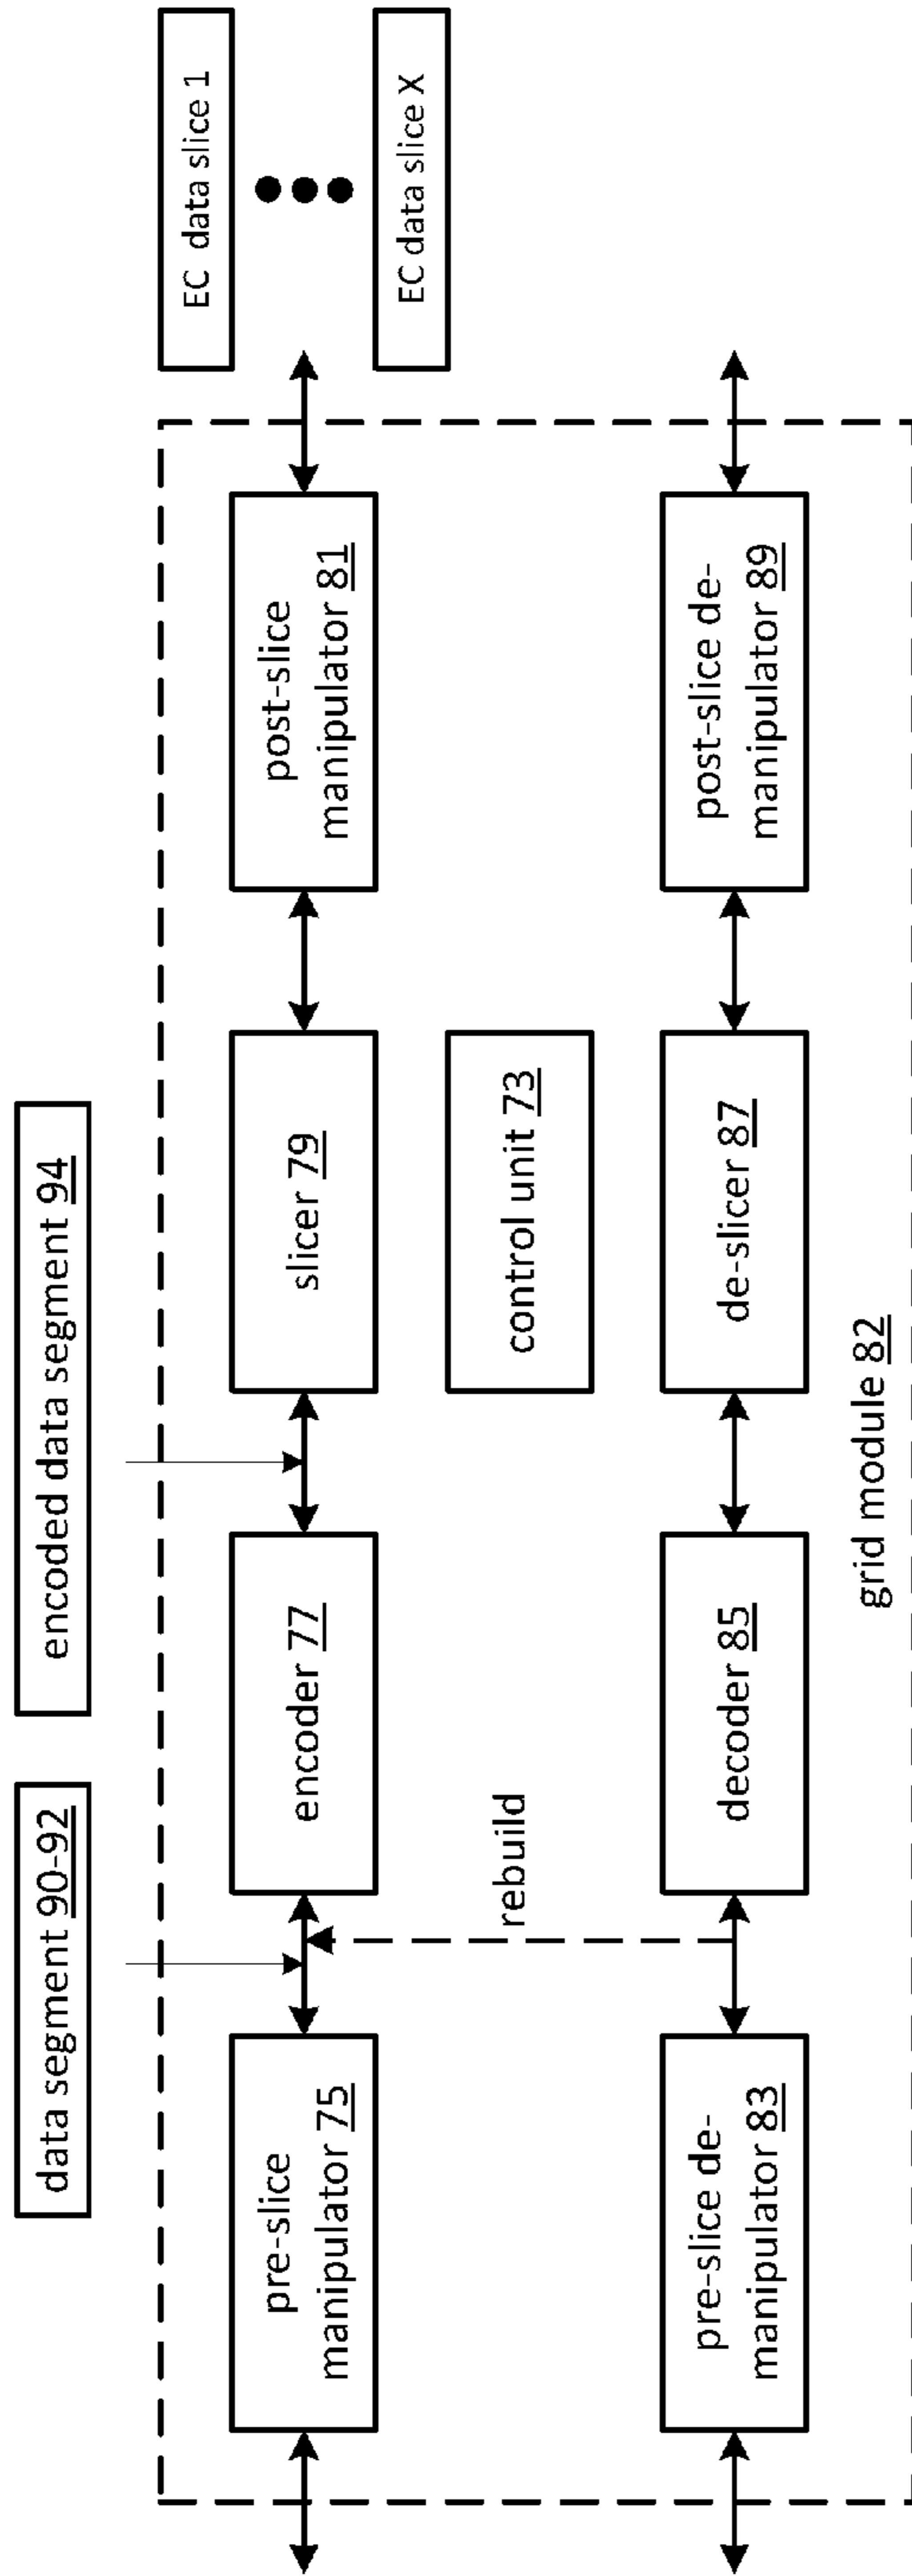 data segment 90-92
encoded data segment 94
EC data slice 1
EC data slice X
pre-slice
manipulator 75
encoder 77
slicer 79
post-slice
manipulator 81
rebuild
control unit 73
pre-slice de-
manipulator 83
decoder 85
de-slicer 87
post-slice de-
manipulator 89
grid module 82